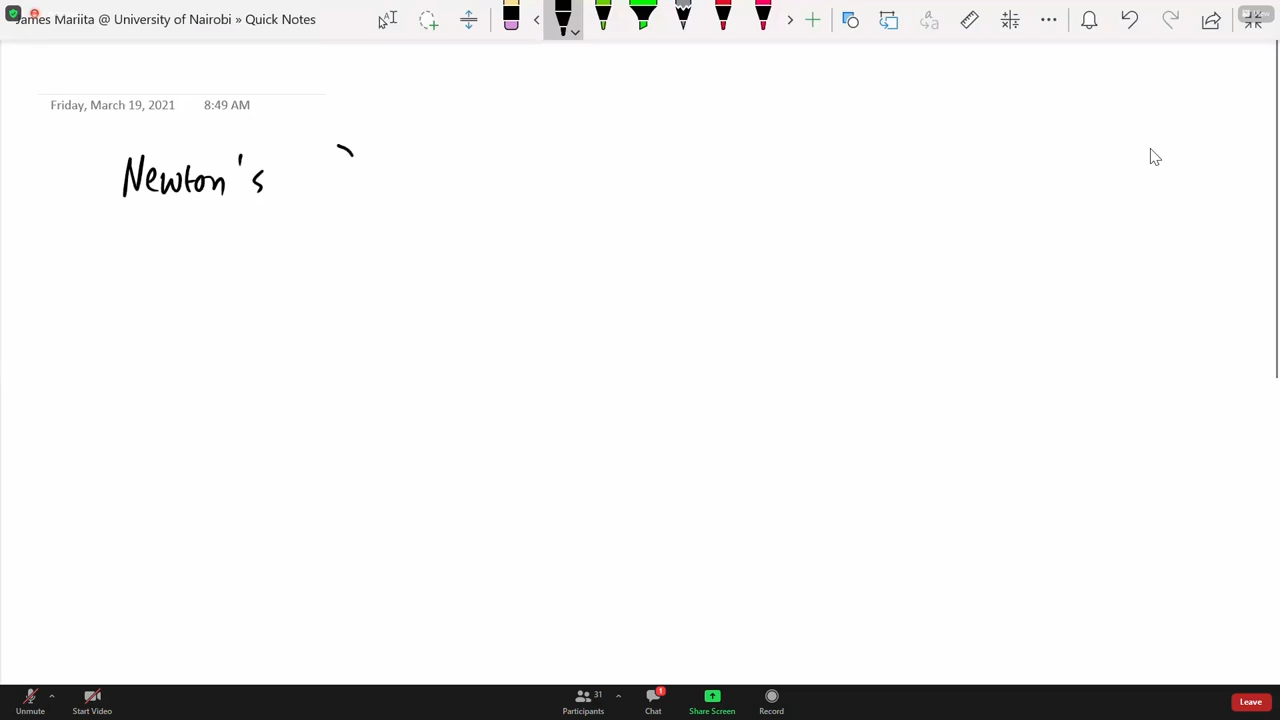 James Mariita @ University of Nairobi » Quick Notes
View
Friday, March 19, 2021 8:49 AM
Newton's
Unmute
Start Video
31
Participants
1
Chat
Share Screen
Record
Leave